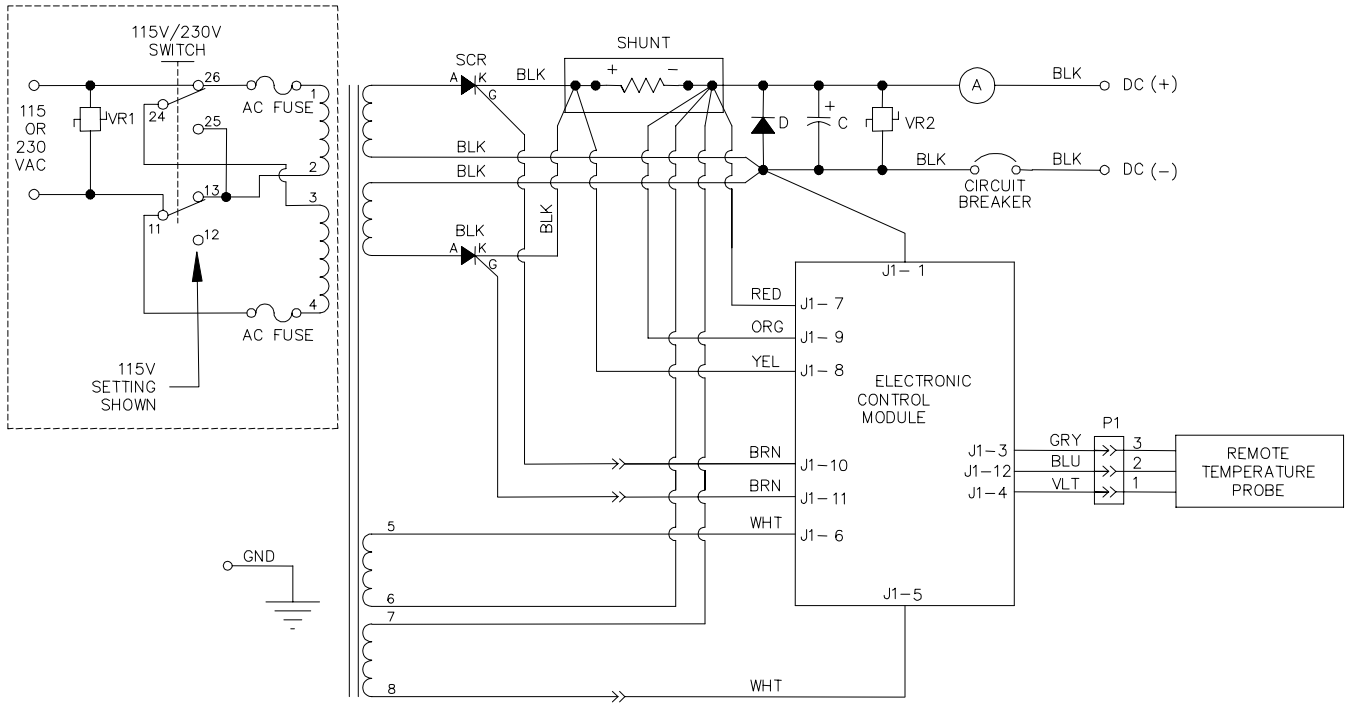 115V/230V
SWITCH
26
1
AC FUSE
24
VR1
115
OR
230
VAC
25
2
13
3
11
12
4
AC FUSE
115V
SETTING
SHOWN
GND
SCR
A
K
G
BLK
SHUNT
+
-
D
+
C
VR2
A
BLK
DC (+)
BLK
BLK
BLK
BLK
DC (-)
CIRCUIT
BREAKER
BLK
A
K
G
BLK
J1-1
RED
J1-7
ORG
J1-9
YEL
J1-8
ELECTRONIC
CONTROL
MODULE
BRN
J1-10
BRN
J1-11
WHT
J1-6
J1-5
J1-3
J1-12
J1-4
GRY
BLU
VLT
P1
3
2
1
REMOTE
TEMPERATURE
PROBE
5
6
7
8
WHT